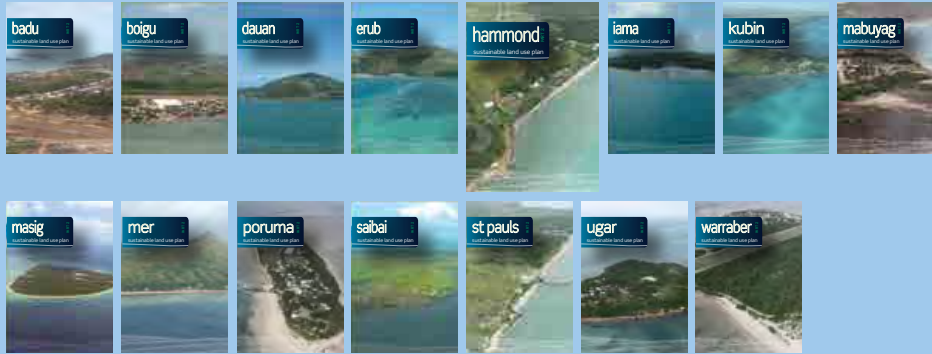 badu
sustainable land use plan
boigu
sustainable land use plan
dauan
sustainable land use plan
erub
sustainable land use plan
hammond
sustainable land use plan
iama
sustainable land use plan
kubin
sustainable land use plan
mabuyag
sustainable land use plan
masig
sustainable land use plan
mer
sustainable land use plan
poruma
sustainable land use plan
saibai
sustainable land use plan
st pauls
sustainable land use plan
ugar
sustainable land use plan
warraber
sustainable land use plan